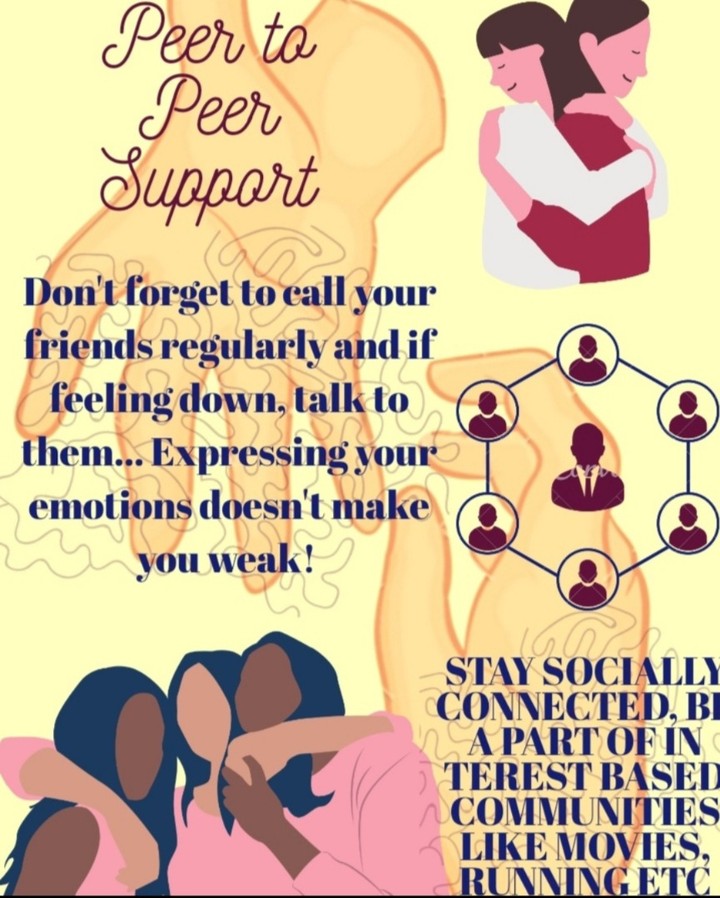 Peer to
Peer
Support
Don't forget to call your
friends regularly and if
feeling down, talk to
them... Expressing your
emotions doesn't make
you weak!
STAY SOCIALLY
CONNECTED, BE
A PART OF IN
TEREST BASED
COMMUNITIES
LIKE MOVIES,
RUNNING ETC